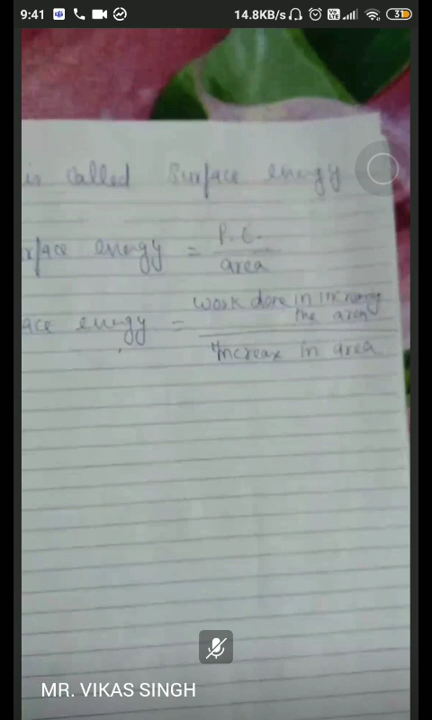 9:41 14.8KB/s 31
is called Surface energy
rface energy = P.E.
area
ace energy = work done in increasing
the area
Increase in area
MR. VIKAS SINGH